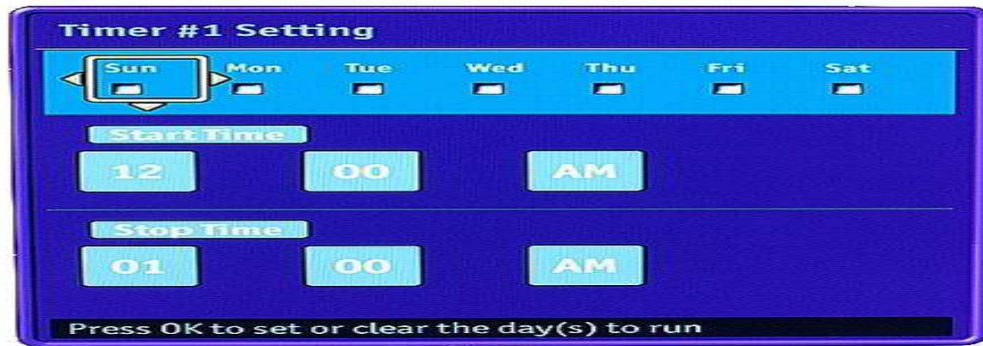 Timer #1 Setting
Sun Mon Tue Wed Thu Fri Sat
Start Time
12 00 AM
Stop Time
01 00 AM
Press OK to set or clear the day(s) to run